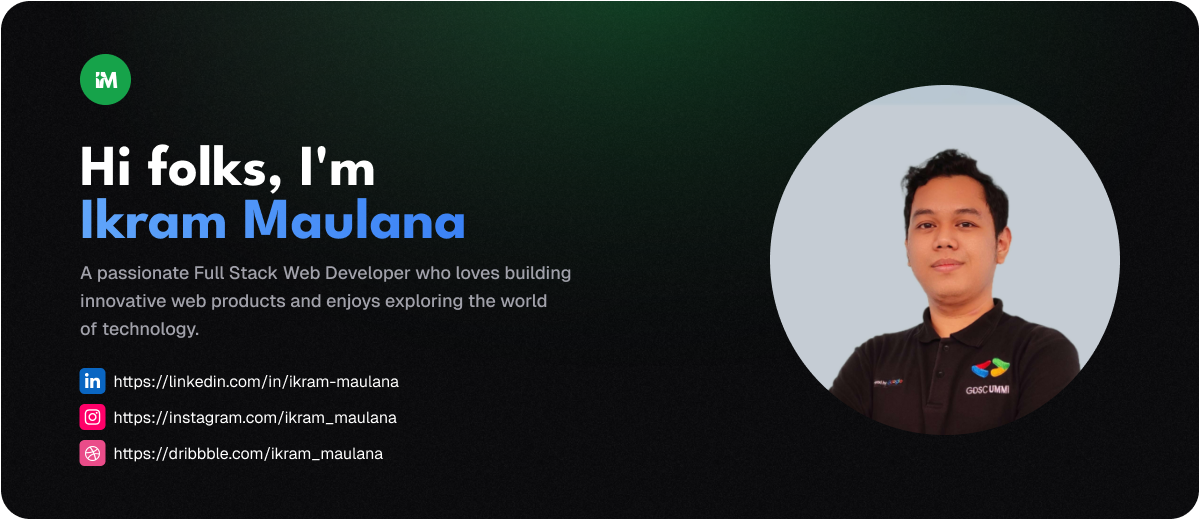 iM
Hi folks, I'm
Ikram Maulana
A passionate Full Stack Web Developer who loves building
innovative web products and enjoys exploring the world
of technology.
in https://linkedin.com/in/ikram-maulana
https://instagram.com/ikram_maulana
https://dribbble.com/ikram_maulana
GDSC UMMI